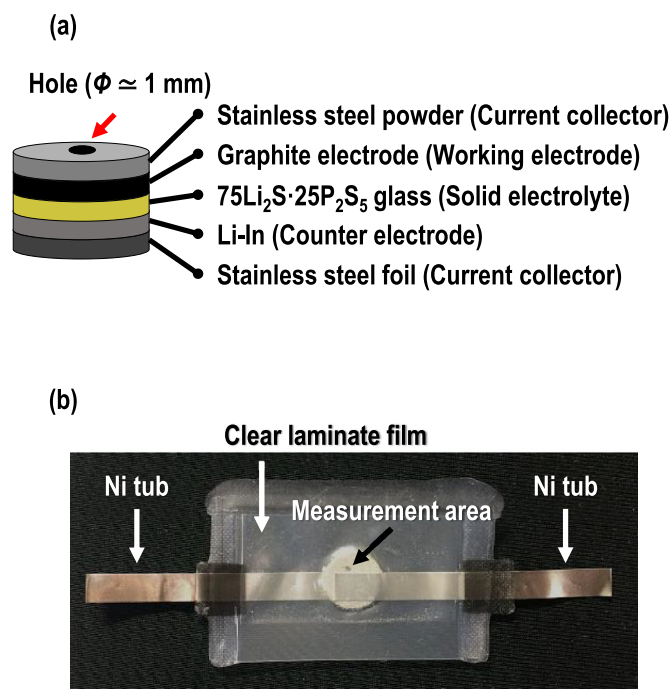 (a)
Hole (Φ ≃ 1 mm)
Stainless steel powder (Current collector)
Graphite electrode (Working electrode)
75Li₂S·25P₂S₅ glass (Solid electrolyte)
Li-In (Counter electrode)
Stainless steel foil (Current collector)
(b)
Clear laminate film
Ni tub
Ni tub
Measurement area